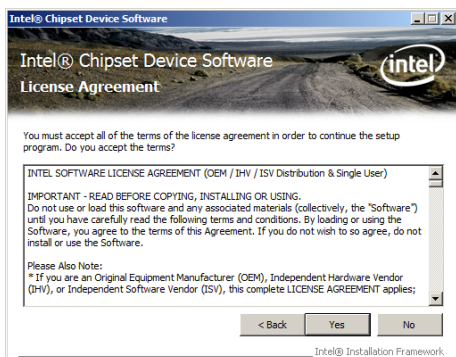 Intel® Chipset Device Software
Intel® Chipset Device Software
intel
License Agreement
You must accept all of the terms of the license agreement in order to continue the setup
program. Do you accept the terms?
INTEL SOFTWARE LICENSE AGREEMENT (OEM / IHV / ISV Distribution & Single User)
IMPORTANT - READ BEFORE COPYING, INSTALLING OR USING.
Do not use or load this software and any associated materials (collectively, the "Software")
until you have carefully read the following terms and conditions. By loading or using the
Software, you agree to the terms of this Agreement. If you do not wish to so agree, do not
install or use the Software.
Please Also Note:
* If you are an Original Equipment Manufacturer (OEM), Independent Hardware Vendor
(IHV), or Independent Software Vendor (ISV), this complete LICENSE AGREEMENT applies;
< Back Yes No
Intel® Installation Framework